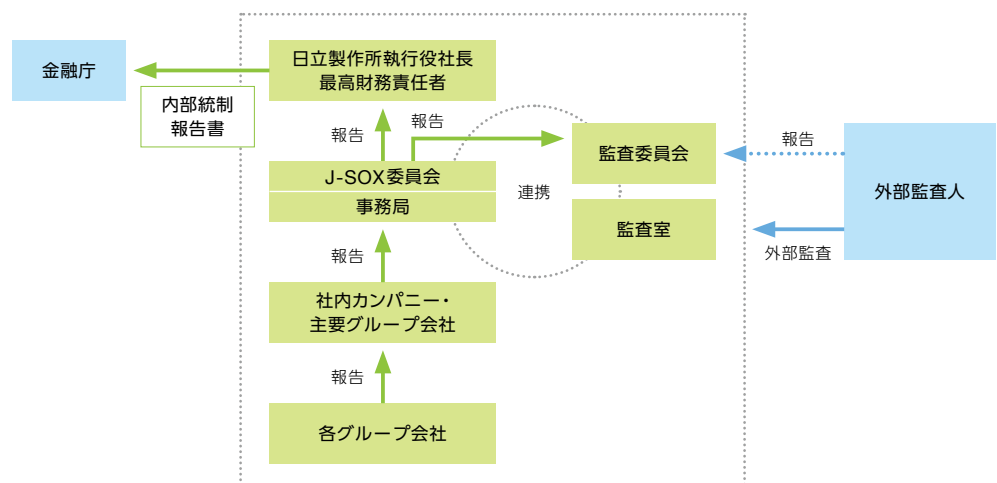 金融庁
内部統制
報告書
日立製作所執行役社長
最高財務責任者
報告
報告
J-SOX委員会
事務局
連携
監査委員会
監査室
報告
外部監査人
外部監査
報告
社内カンパニー・
主要グループ会社
報告
各グループ会社